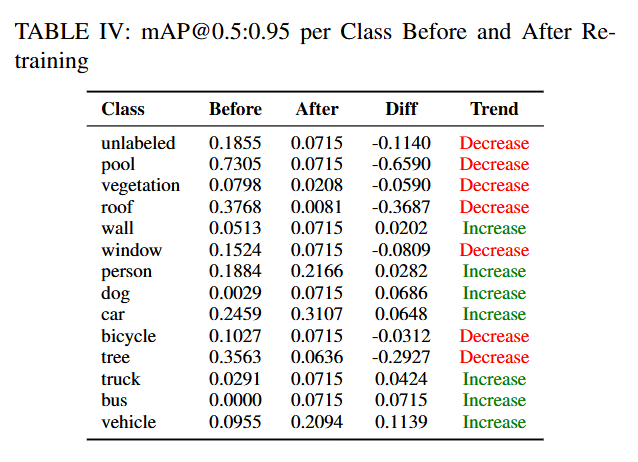 TABLE IV: mAP@0.5:0.95 per Class Before and After Re-
training
Class Before After Diff Trend
unlabeled 0.1855 0.0715 -0.1140 Decrease
pool 0.7305 0.0715 -0.6590 Decrease
vegetation 0.0798 0.0208 -0.0590 Decrease
roof 0.3768 0.0081 -0.3687 Decrease
wall 0.0513 0.0715 0.0202 Increase
window 0.1524 0.0715 -0.0809 Decrease
person 0.1884 0.2166 0.0282 Increase
dog 0.0029 0.0715 0.0686 Increase
car 0.2459 0.3107 0.0648 Increase
bicycle 0.1027 0.0715 -0.0312 Decrease
tree 0.3563 0.0636 -0.2927 Decrease
truck 0.0291 0.0715 0.0424 Increase
bus 0.0000 0.0715 0.0715 Increase
vehicle 0.0955 0.2094 0.1139 Increase